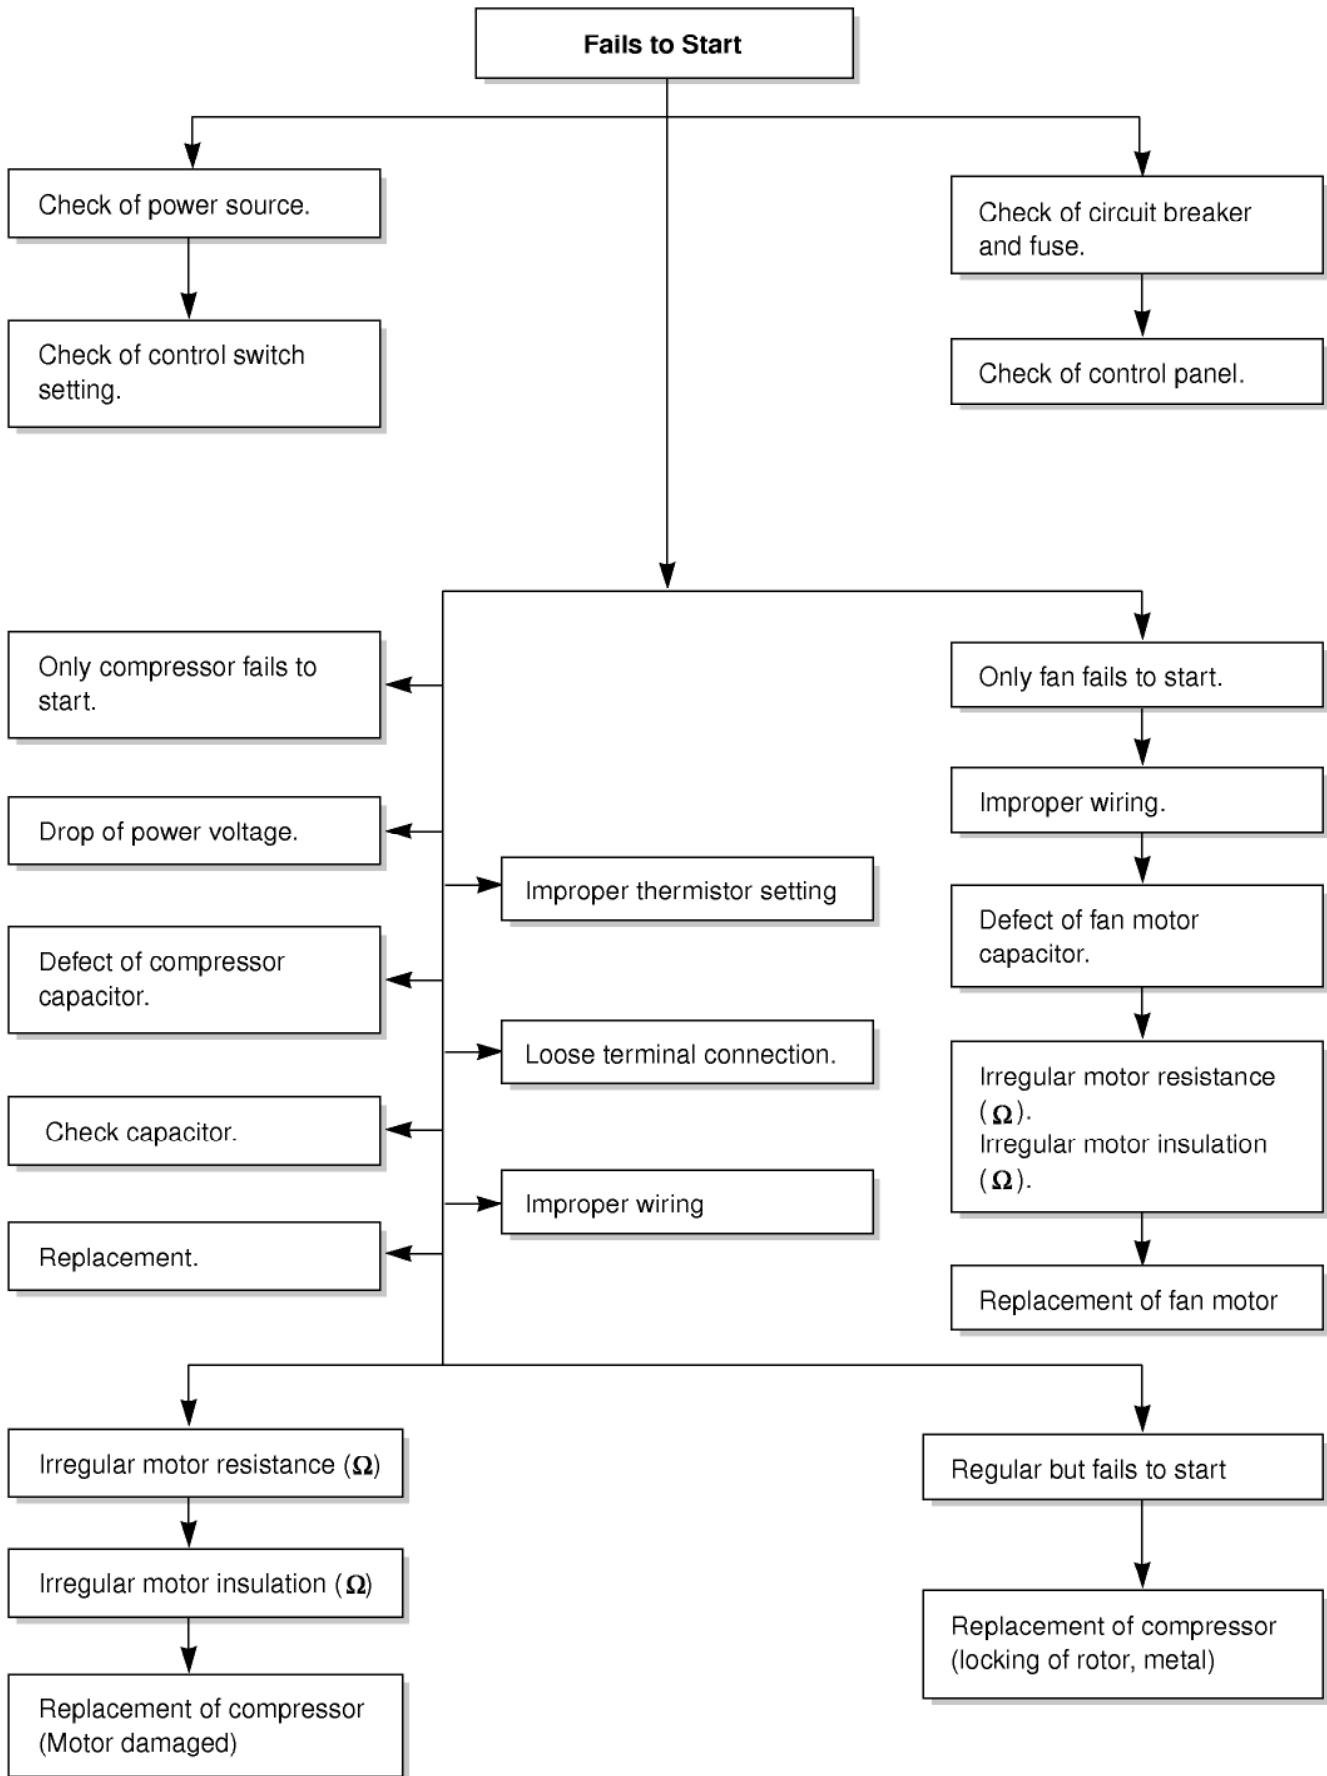 Fails to Start
Check of power source.
Check of circuit breaker
and fuse.
Check of control switch
setting.
Check of control panel.
Only compressor fails to
start.
Only fan fails to start.
Drop of power voltage.
Improper wiring.
Improper thermistor setting
Defect of compressor
capacitor.
Defect of fan motor
capacitor.
Loose terminal connection.
Irregular motor resistance
(Ω).
Irregular motor insulation
(Ω).
Check capacitor.
Improper wiring
Replacement.
Replacement of fan motor
Irregular motor resistance (Ω)
Regular but fails to start
Irregular motor insulation (Ω)
Replacement of compressor
(locking of rotor, metal)
Replacement of compressor
(Motor damaged)